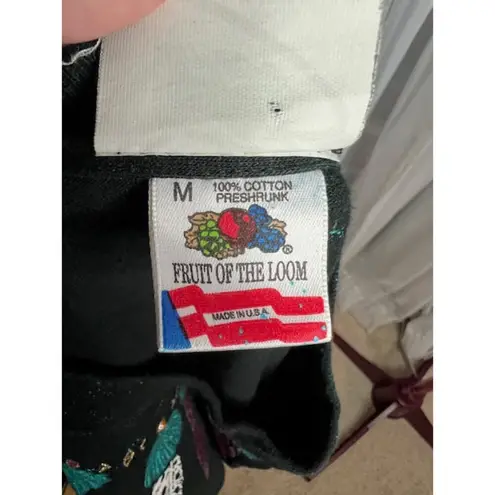 M 100% COTTON
PRESHRUNK
®
FRUIT OF THE LOOM
MADE IN U.S.A.